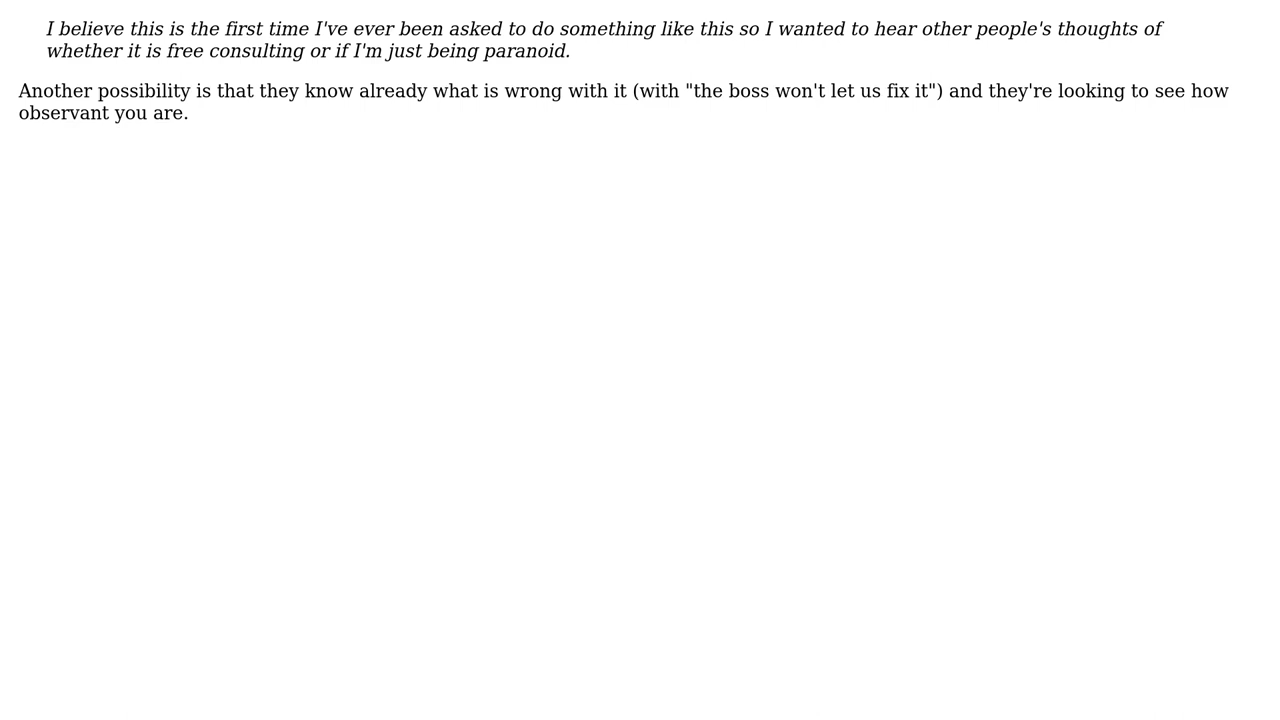 I believe this is the first time I've ever been asked to do something like this so I wanted to hear other people's thoughts of
whether it is free consulting or if I'm just being paranoid.
Another possibility is that they know already what is wrong with it (with "the boss won't let us fix it") and they're looking to see how
observant you are.